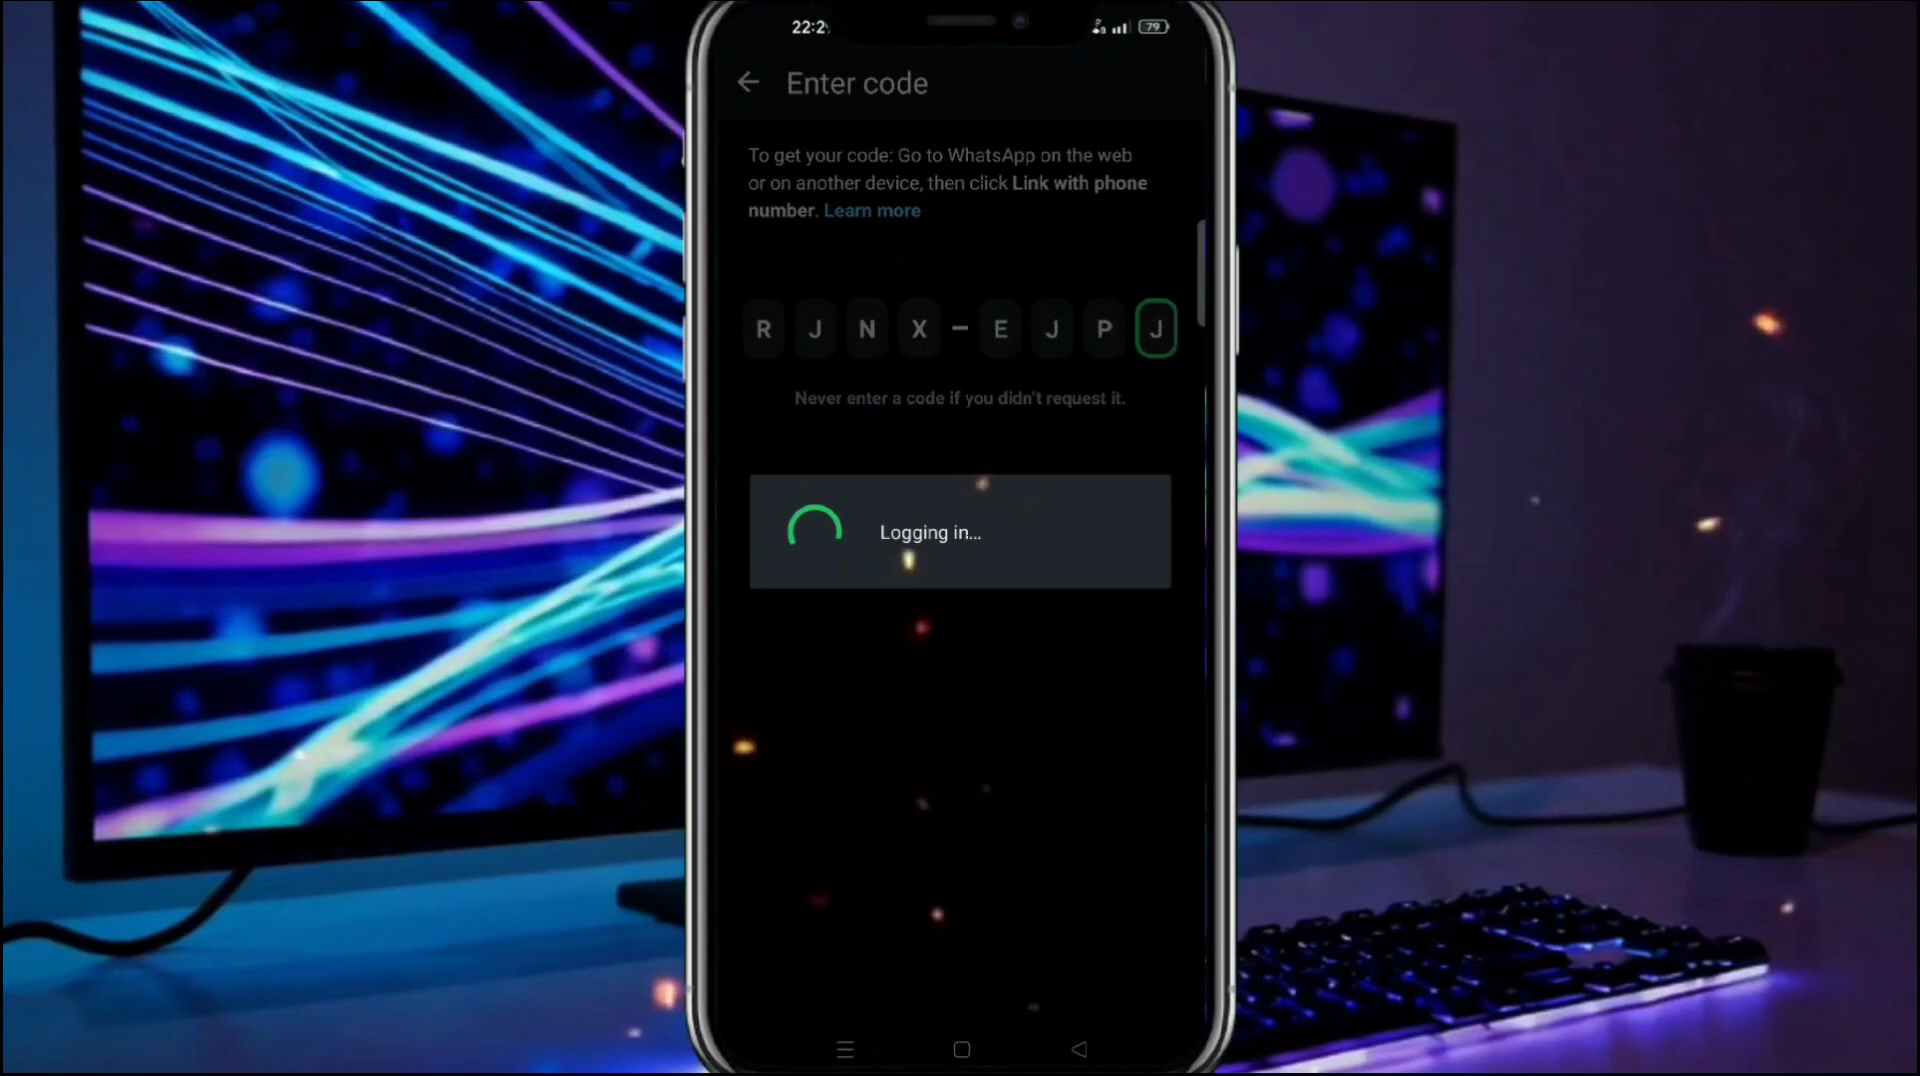 22:2
79
Enter code
To get your code: Go to WhatsApp on the web
or on another device, then click Link with phone
number. Learn more
R J N X – E J P J
Never enter a code if you didn't request it.
Logging in...